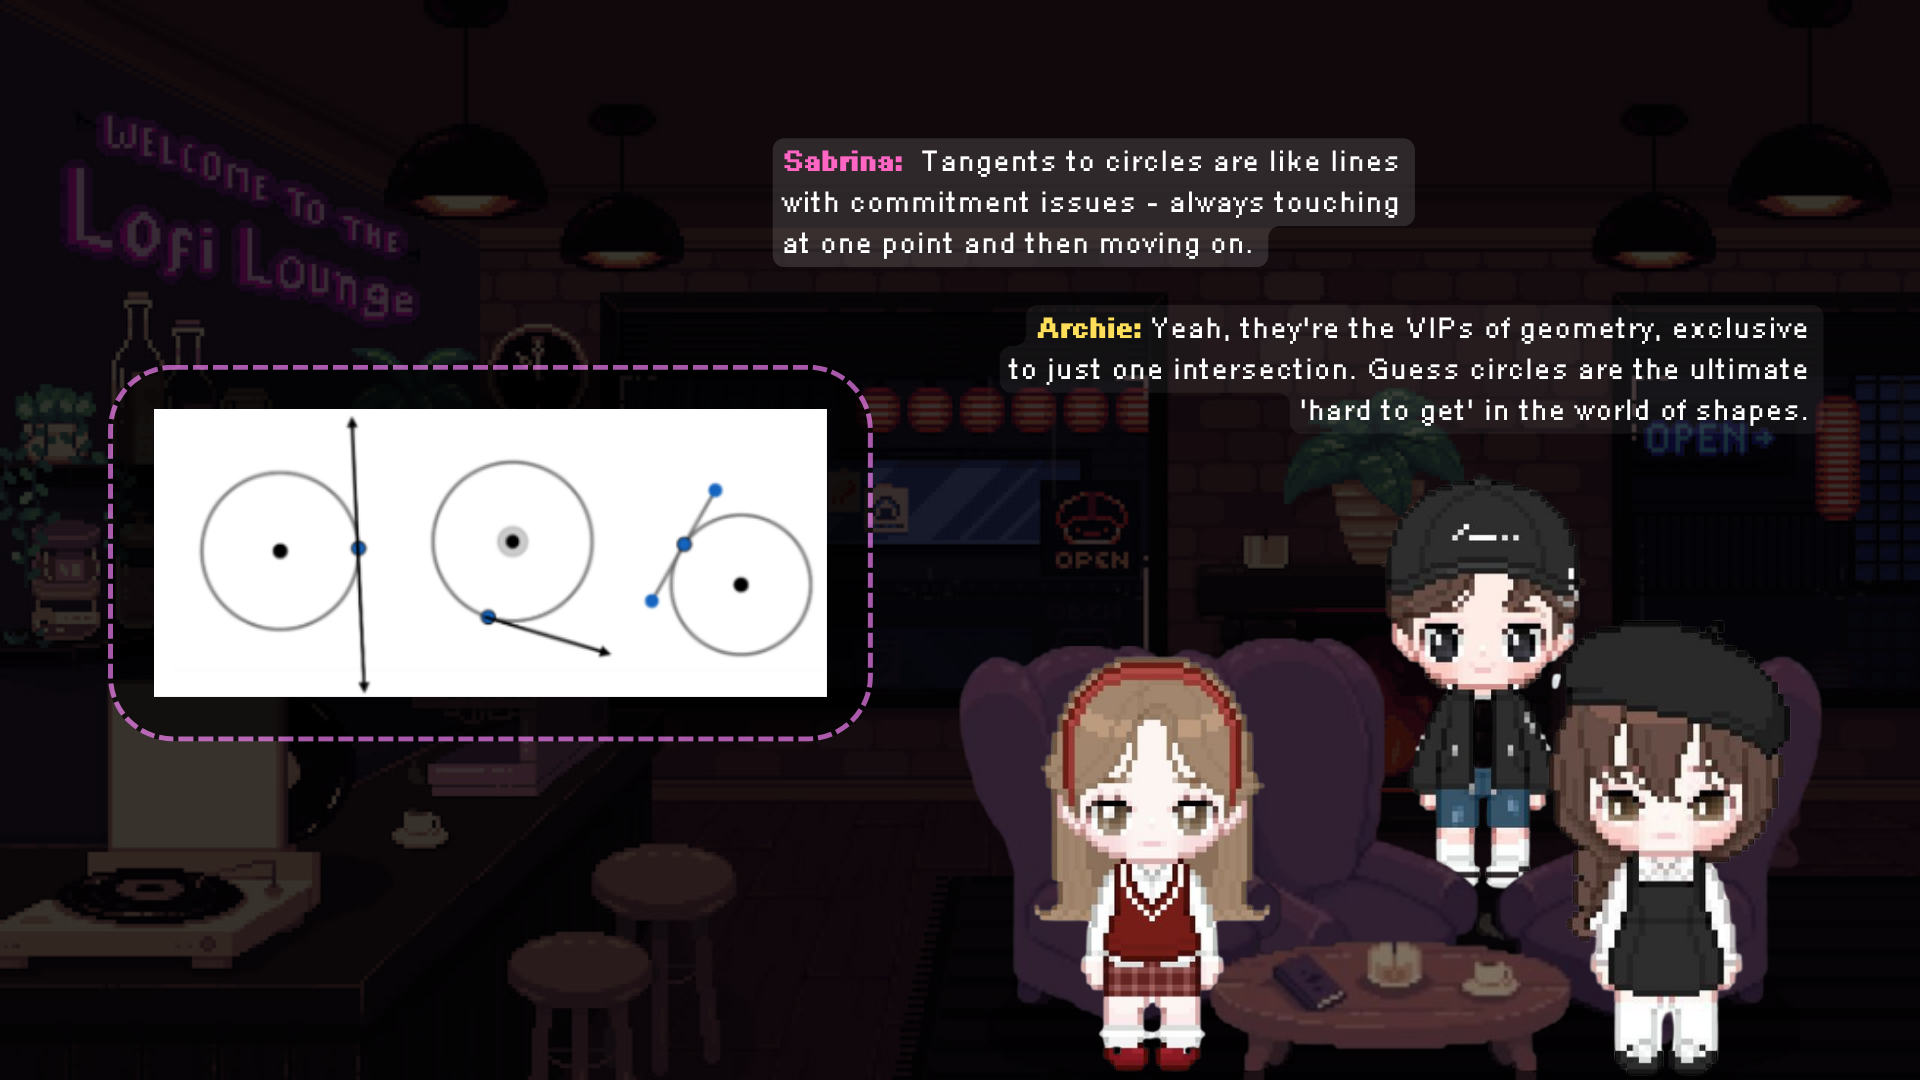 WELCOME TO THE
Lofi Lounge
Sabrina: Tangents to circles are like lines
with commitment issues - always touching
at one point and then moving on.
Archie: Yeah, they're the VIPs of geometry, exclusive
to just one intersection. Guess circles are the ultimate
'hard to get' in the world of shapes.
OPEN+
OPEN